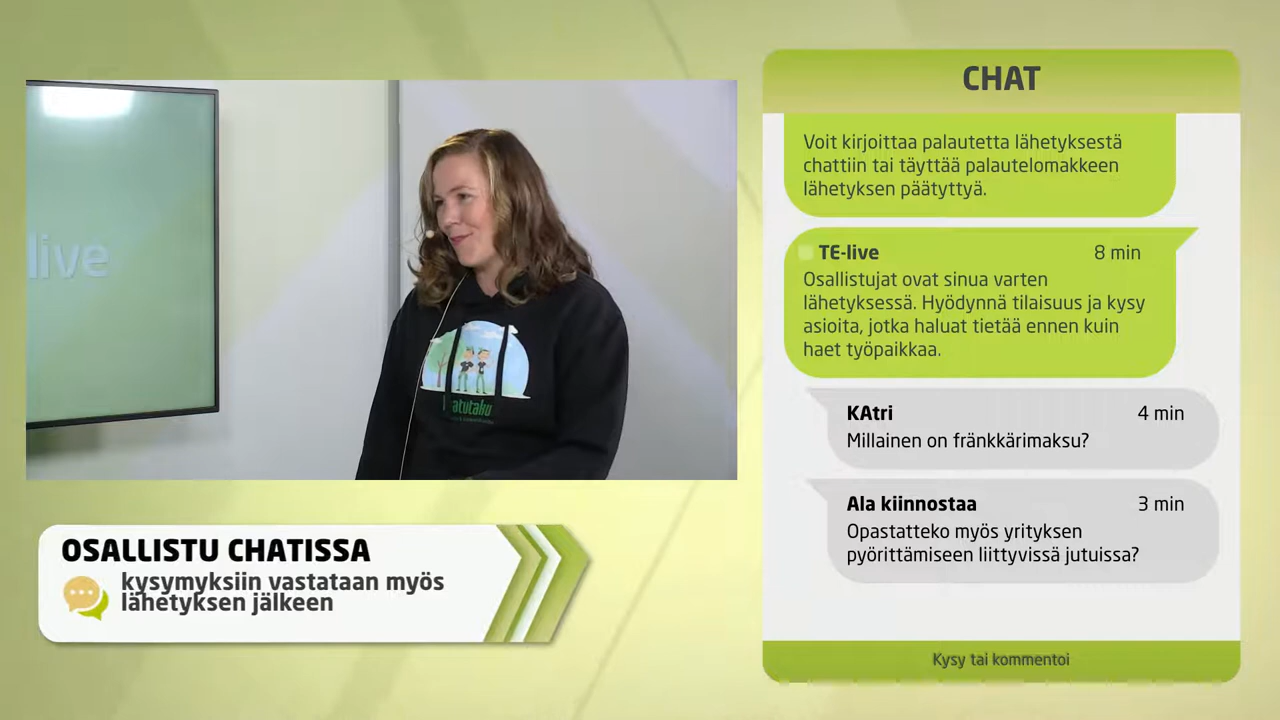 live
OSALLISTU CHATISSA
kysymyksiin vastataan myös
lähetyksen jälkeen
CHAT
Voit kirjoittaa palautetta lähetyksestä
chattiin tai täyttää palautelomakkeen
lähetyksen päätyttyä.
TE-live 8 min
Osallistujat ovat sinua varten
lähetyksessä. Hyödynnä tilaisuus ja kysy
asioita, jotka haluat tietää ennen kuin
haet työpaikkaa.
KAtri 4 min
Millainen on fränkkärimaksu?
Ala kiinnostaa 3 min
Opastatteko myös yrityksen
pyörittämiseen liittyvissä jutuissa?
Kysy tai kommentoi